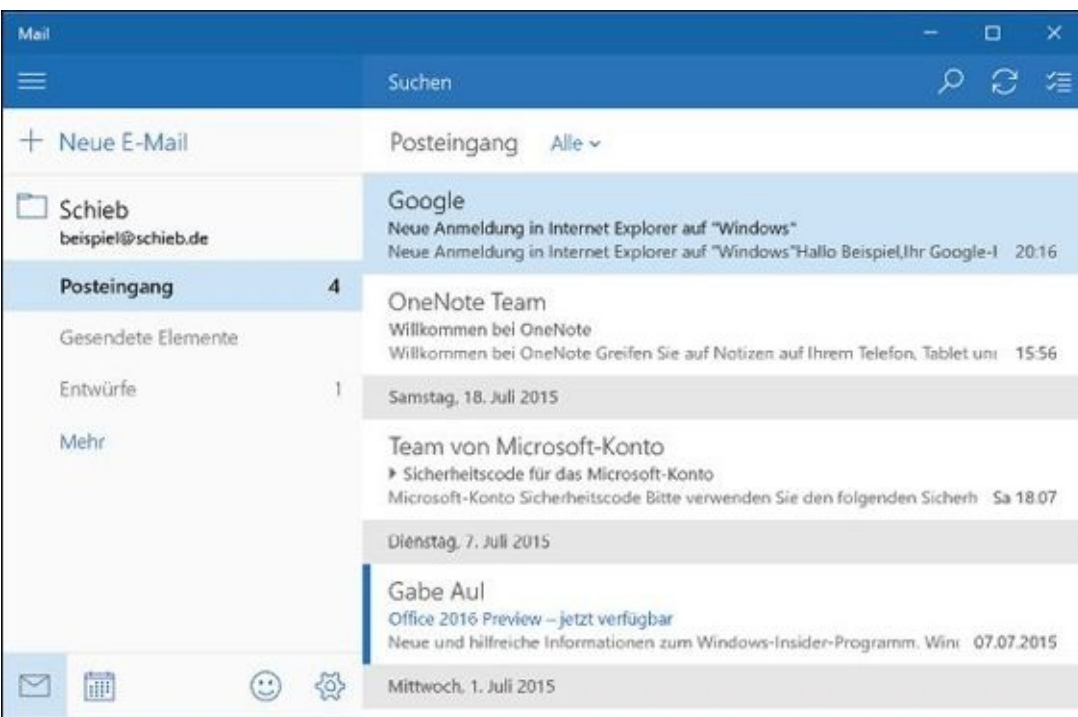 Mail
Suchen
Neue E-Mail
Schieb
beispiel@schieb.de
Posteingang 4
Gesendete Elemente
Entwürfe 1
Mehr
Posteingang Alle
Google
Neue Anmeldung in Internet Explorer auf "Windows"
Neue Anmeldung in Internet Explorer auf "Windows"Hallo Beispiel,Ihr Google- 20:16
OneNote Team
Willkommen bei OneNote
Willkommen bei OneNote Greifen Sie auf Notizen auf Ihrem Telefon, Tablet 15:56
Samstag, 18. Juli 2015
Team von Microsoft-Konto
Sicherheitscode für das Microsoft-Konto
Microsoft-Konto Sicherheitscode Bitte verwenden Sie den folgenden Sicherh Sa 18.07
Dienstag, 7. Juli 2015
Gabe Aul
Office 2016 Preview – jetzt verfügbar
Neue und hilfreiche Informationen zum Windows-Insider-Programm. 07.07.2015
Mittwoch, 1. Juli 2015